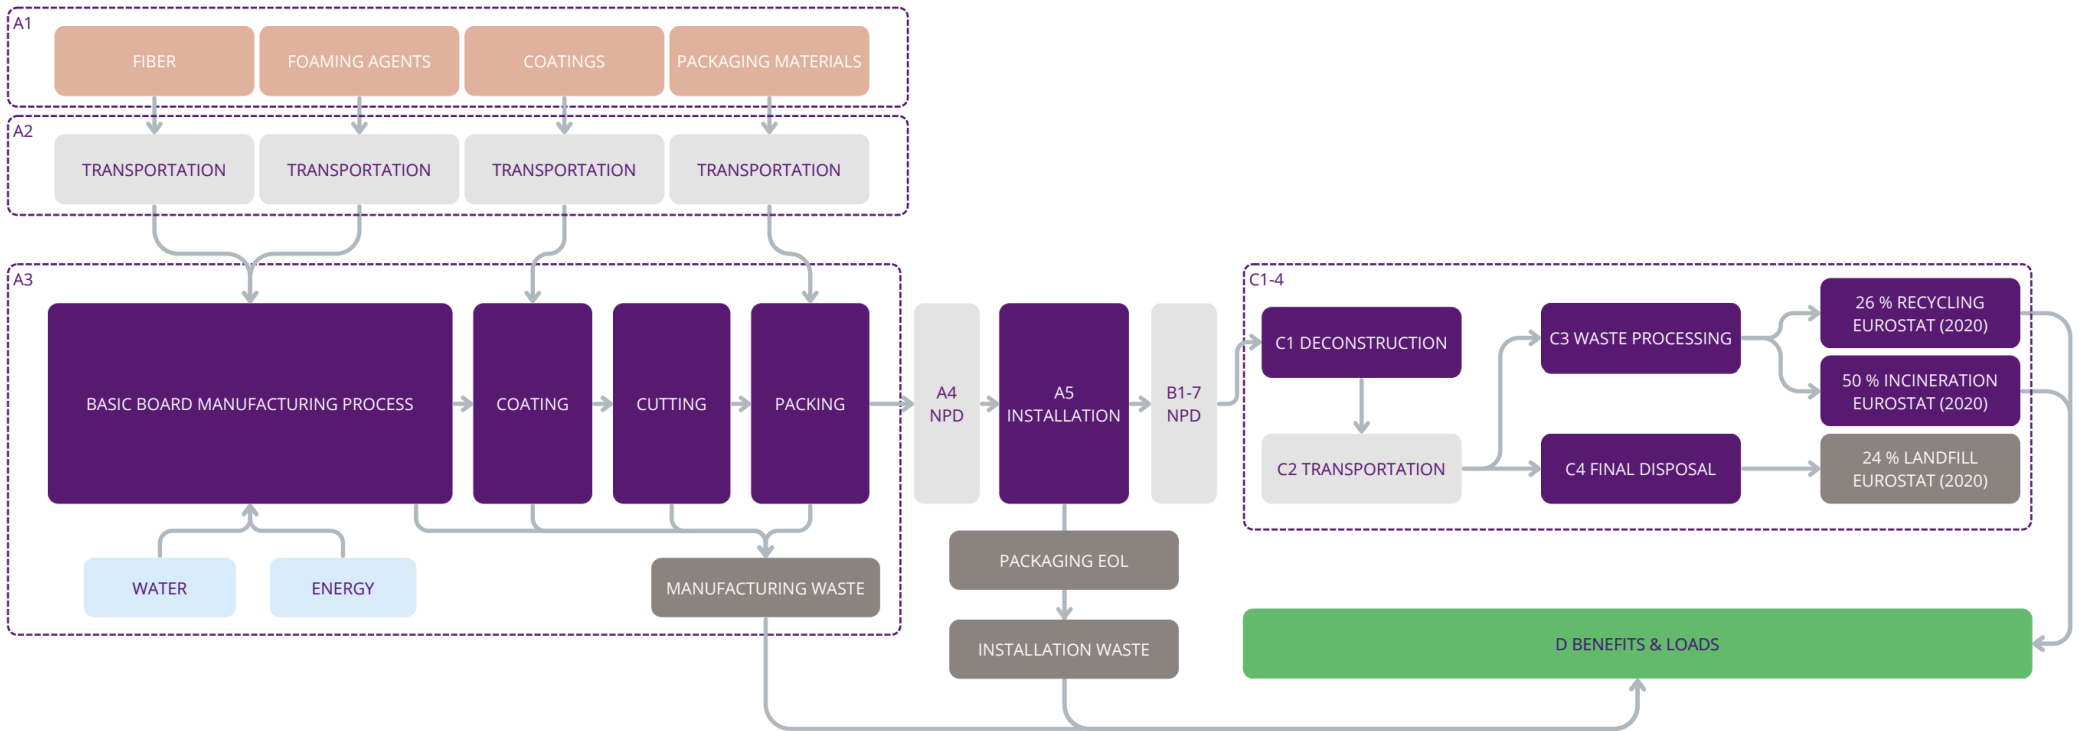 A1
FIBER
FOAMING AGENTS
COATINGS
PACKAGING MATERIALS
A2
TRANSPORTATION
TRANSPORTATION
TRANSPORTATION
TRANSPORTATION
A3
BASIC BOARD MANUFACTURING PROCESS
COATING
CUTTING
PACKING
WATER
ENERGY
MANUFACTURING WASTE
A4
NPD
A5
INSTALLATION
PACKAGING EOL
INSTALLATION WASTE
B1-7
NPD
C1-4
C1 DECONSTRUCTION
C2 TRANSPORTATION
C3 WASTE PROCESSING
C4 FINAL DISPOSAL
26 % RECYCLING
EUROSTAT (2020)
50 % INCINERATION
EUROSTAT (2020)
24 % LANDFILL
EUROSTAT (2020)
D BENEFITS & LOADS